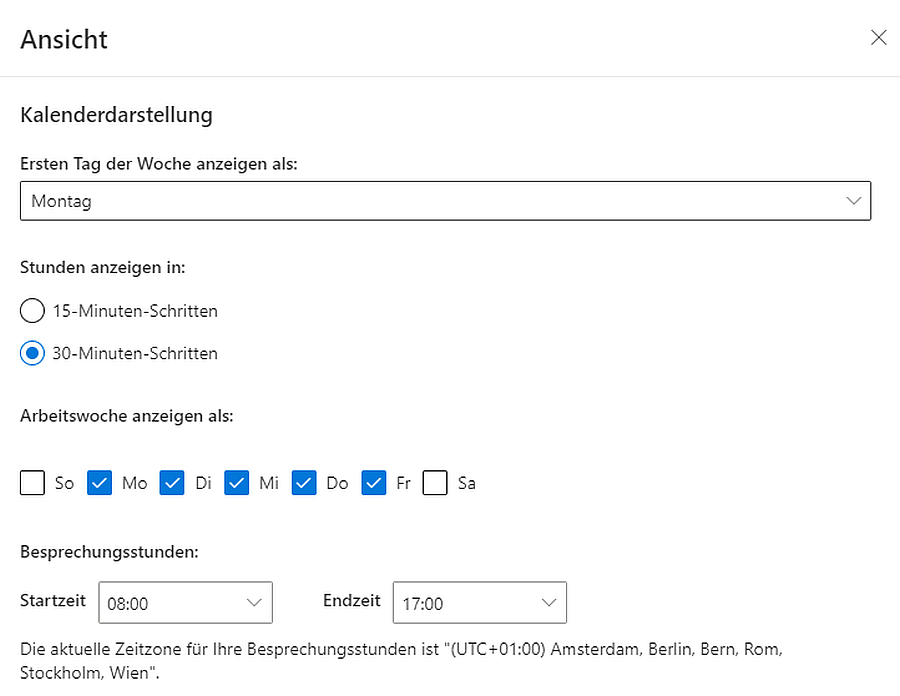 Ansicht
Kalenderdarstellung
Ersten Tag der Woche anzeigen als:
Montag
Stunden anzeigen in:
15-Minuten-Schritten
30-Minuten-Schritten
Arbeitswoche anzeigen als:
So Mo Di Mi Do Fr Sa
Besprechungsstunden:
Startzeit 08:00 Endzeit 17:00
Die aktuelle Zeitzone für Ihre Besprechungsstunden ist "(UTC+01:00) Amsterdam, Berlin, Bern, Rom,
Stockholm, Wien".